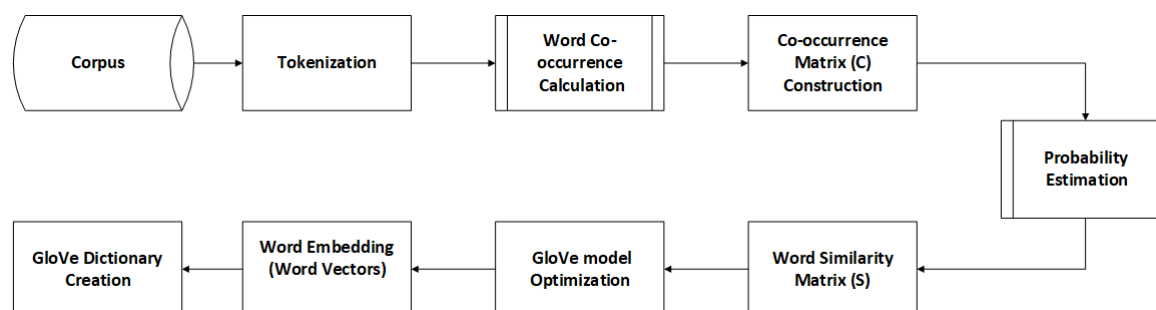 Corpus
Tokenization
Word Co-
occurrence
Calculation
Co-occurrence
Matrix (C)
Construction
Probability
Estimation
Word Similarity
Matrix (S)
GloVe model
Optimization
Word Embedding
(Word Vectors)
GloVe Dictionary
Creation